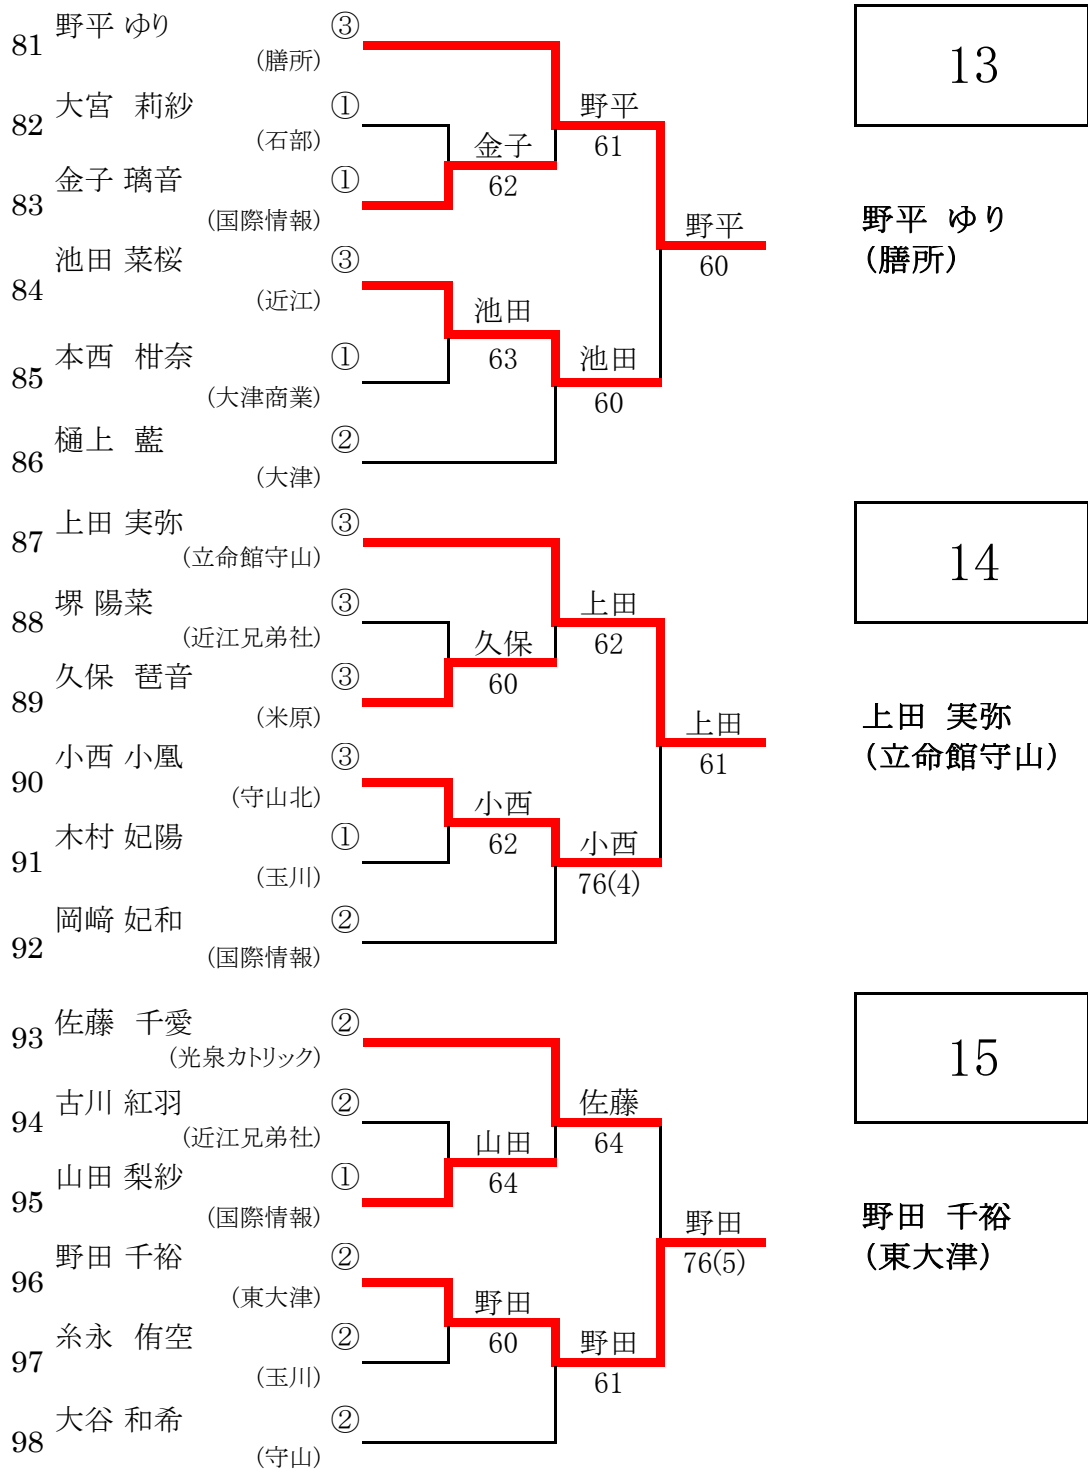 81 野平 ゆり ③
(膳所)
82 大宮 莉紗 ①
(石部)
83 金子 璃音 ①
(国際情報)
84 池田 菜桜 ③
(近江)
85 本西 柑奈 ①
(大津商業)
86 樋上 藍 ②
(大津)
金子
62
池田
63
野平
61
池田
60
野平
60
13
野平 ゆり
(膳所)
87 上田 実弥 ③
(立命館守山)
88 堺 陽菜 ③
(近江兄弟社)
89 久保 琶音 ③
(米原)
90 小西 小凰 ③
(守山北)
91 木村 妃陽 ①
(玉川)
92 岡﨑 妃和 ②
(国際情報)
久保
60
小西
62
上田
62
小西
76(4)
上田
61
14
上田 実弥
(立命館守山)
93 佐藤 千愛 ②
(光泉カトリック)
94 古川 紅羽 ②
(近江兄弟社)
95 山田 梨紗 ①
(国際情報)
96 野田 千裕 ②
(東大津)
97 糸永 侑空 ②
(玉川)
98 大谷 和希 ②
(守山)
山田
64
野田
60
佐藤
64
野田
61
野田
76(5)
15
野田 千裕
(東大津)